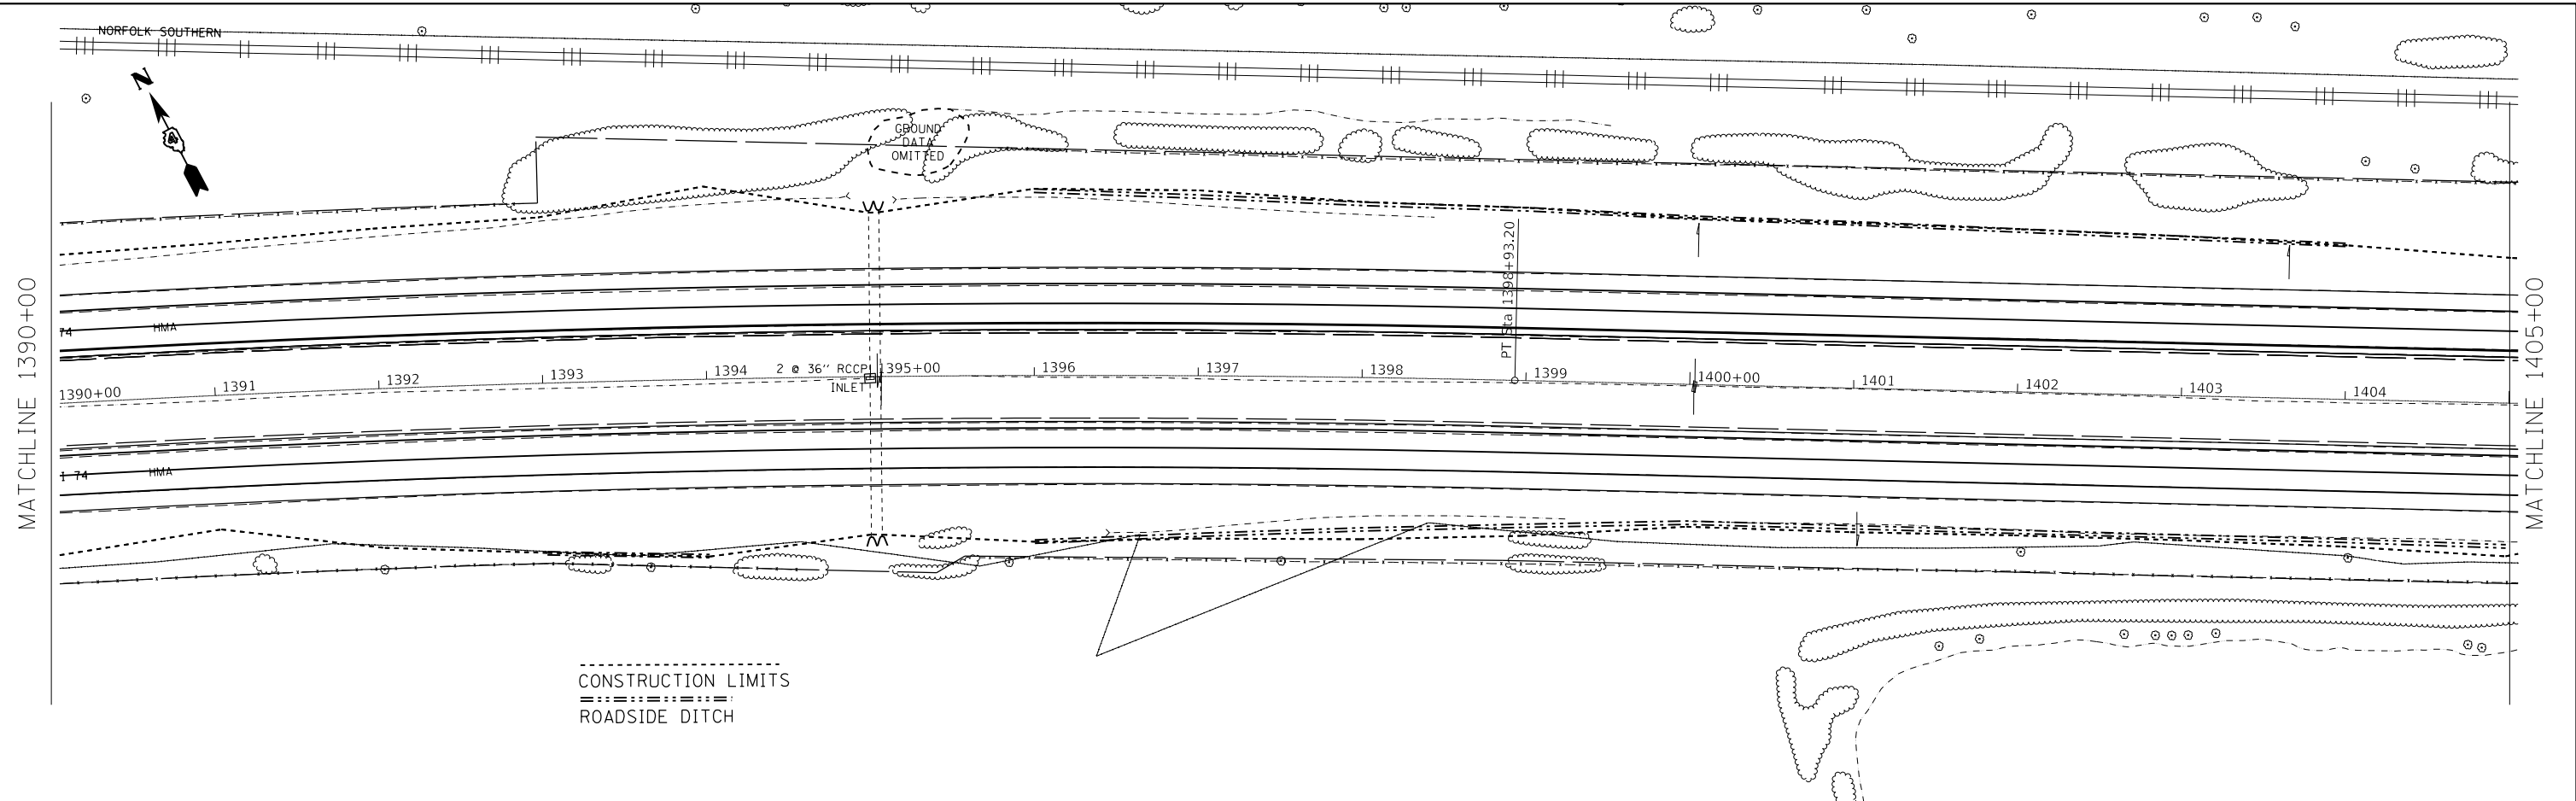 NORFOLK SOUTHERN
N
GROUND
DATA
OMITTED
PT Sta 1398+93.20
MATCHLINE 1390+00
MATCHLINE 1405+00
74 HMA
1390+00 1391 1392 1393 1394 2 @ 36" RCCP 1395+00 1396 1397 1398 1399 1400+00 1401 1402 1403 1404
INLET
I 74 HMA
CONSTRUCTION LIMITS
ROADSIDE DITCH